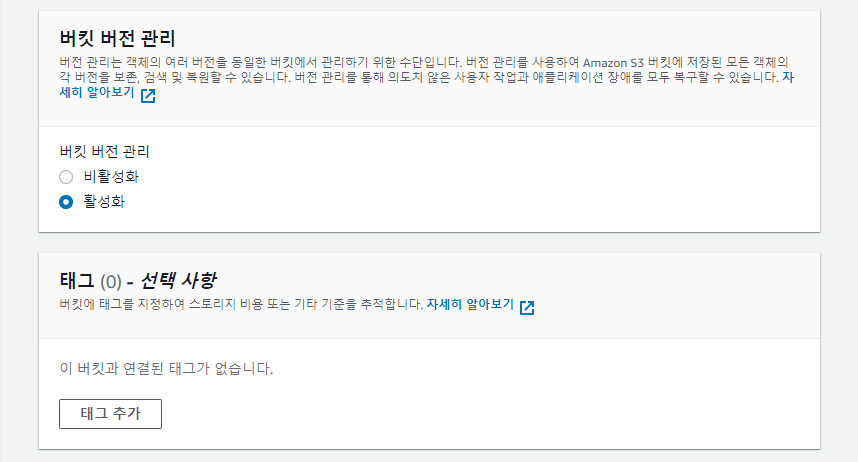 버킷 버전 관리
버전 관리는 객체의 여러 버전을 동일한 버킷에서 관리하기 위한 수단입니다. 버전 관리를 사용하여 Amazon S3 버킷에 저장된 모든 객체의
각 버전을 보존, 검색 및 복원할 수 있습니다. 버전 관리를 통해 의도치 않은 사용자 작업과 애플리케이션 장애를 모두 복구할 수 있습니다. 자
세히 알아보기
버킷 버전 관리
비활성화
활성화
태그 (0) - 선택 사항
버킷에 태그를 지정하여 스토리지 비용 또는 기타 기준을 추적합니다. 자세히 알아보기
이 버킷과 연결된 태그가 없습니다.
태그 추가